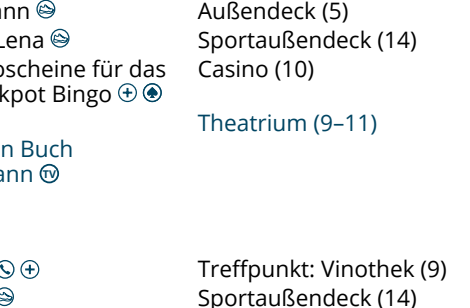 ann Außendeck (5)
Lena Sportaußendeck (14)
oscheine für das Casino (10)
kpot Bingo
Theatrium (9–11)
n Buch
ann TV
Treffpunkt: Vinothek (9)
Sportaußendeck (14)